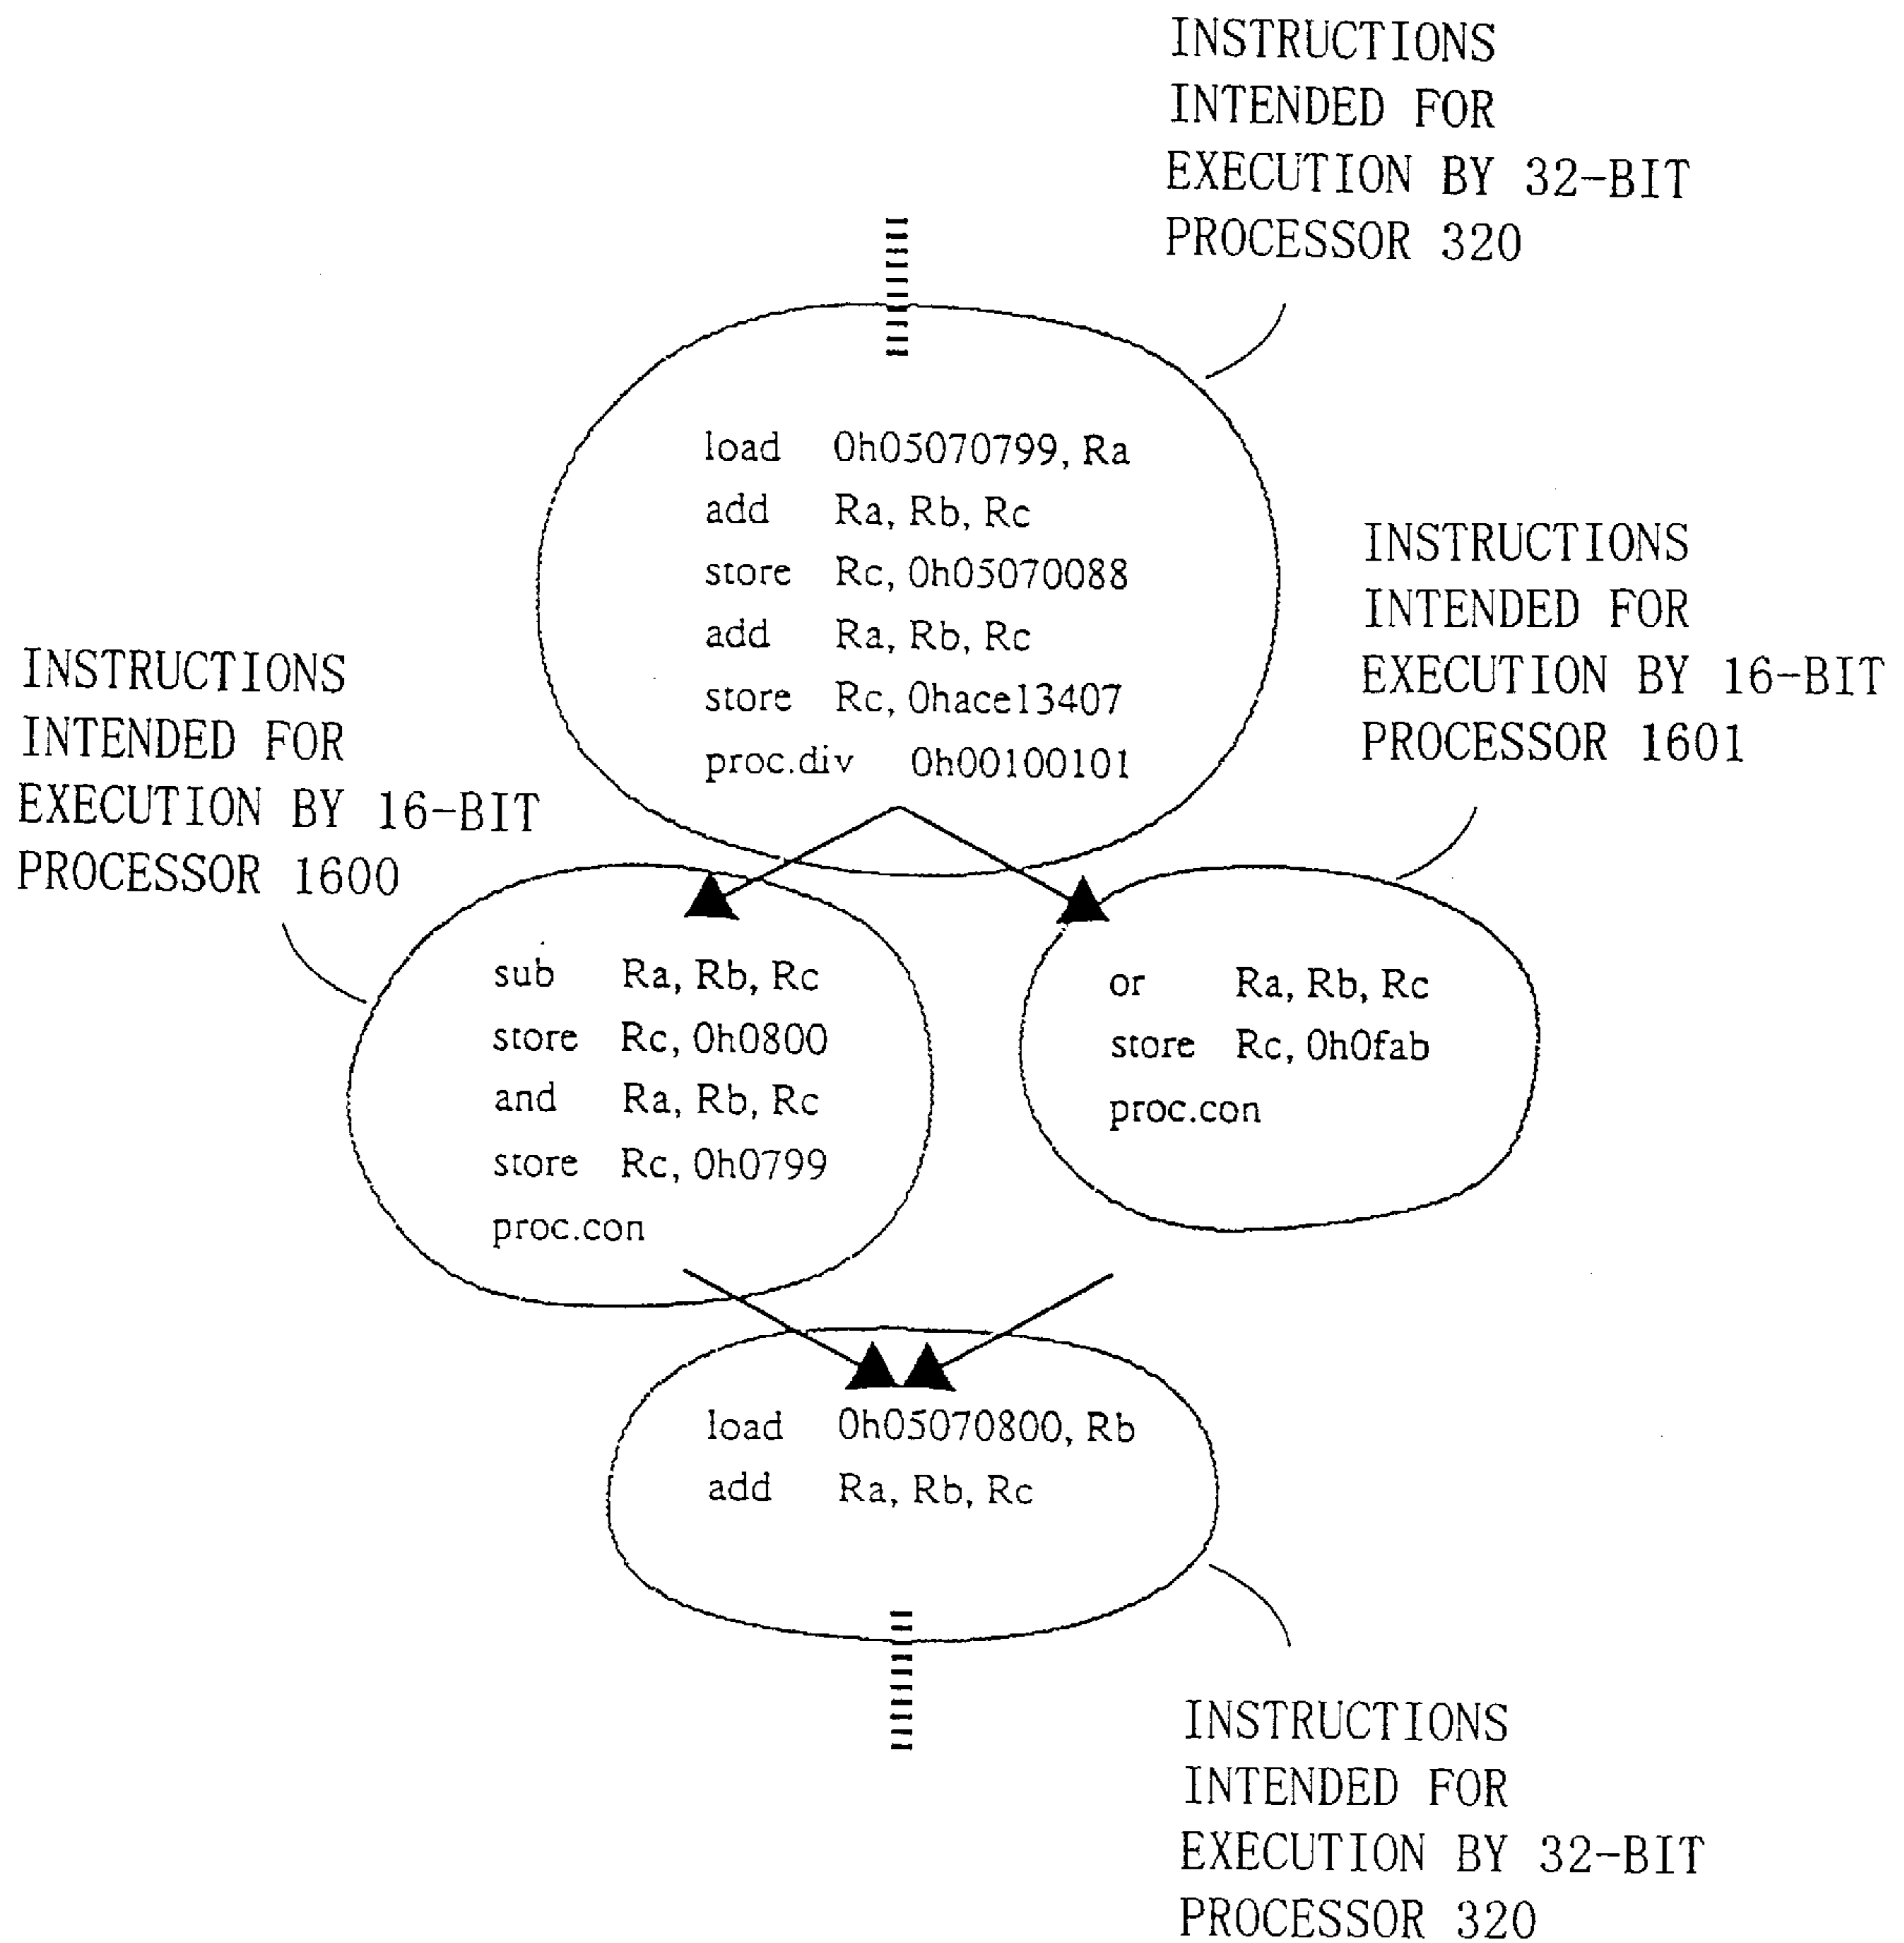 INSTRUCTIONS
INTENDED FOR
EXECUTION BY 32-BIT
PROCESSOR 320
load 0h05070799, Ra
add Ra, Rb, Rc
store Rc, 0h05070088
add Ra, Rb, Rc
store Rc, 0hace13407
proc.div 0h00100101
INSTRUCTIONS
INTENDED FOR
EXECUTION BY 16-BIT
PROCESSOR 1601
INSTRUCTIONS
INTENDED FOR
EXECUTION BY 16-BIT
PROCESSOR 1600
sub Ra, Rb, Rc
store Rc, 0h0800
and Ra, Rb, Rc
store Rc, 0h0799
proc.con
or Ra, Rb, Rc
store Rc, 0h0fab
proc.con
load 0h05070800, Rb
add Ra, Rb, Rc
INSTRUCTIONS
INTENDED FOR
EXECUTION BY 32-BIT
PROCESSOR 320